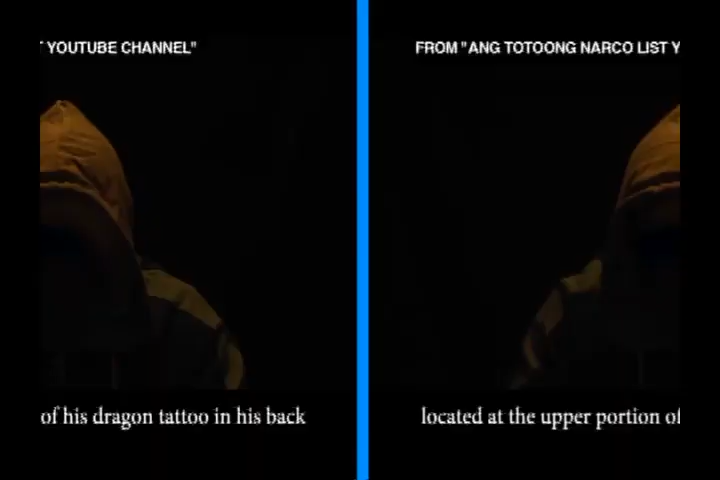 T YOUTUBE CHANNEL"
FROM "ANG TOTOONG NARCO LIST Y
of his dragon tattoo in his back
located at the upper portion of